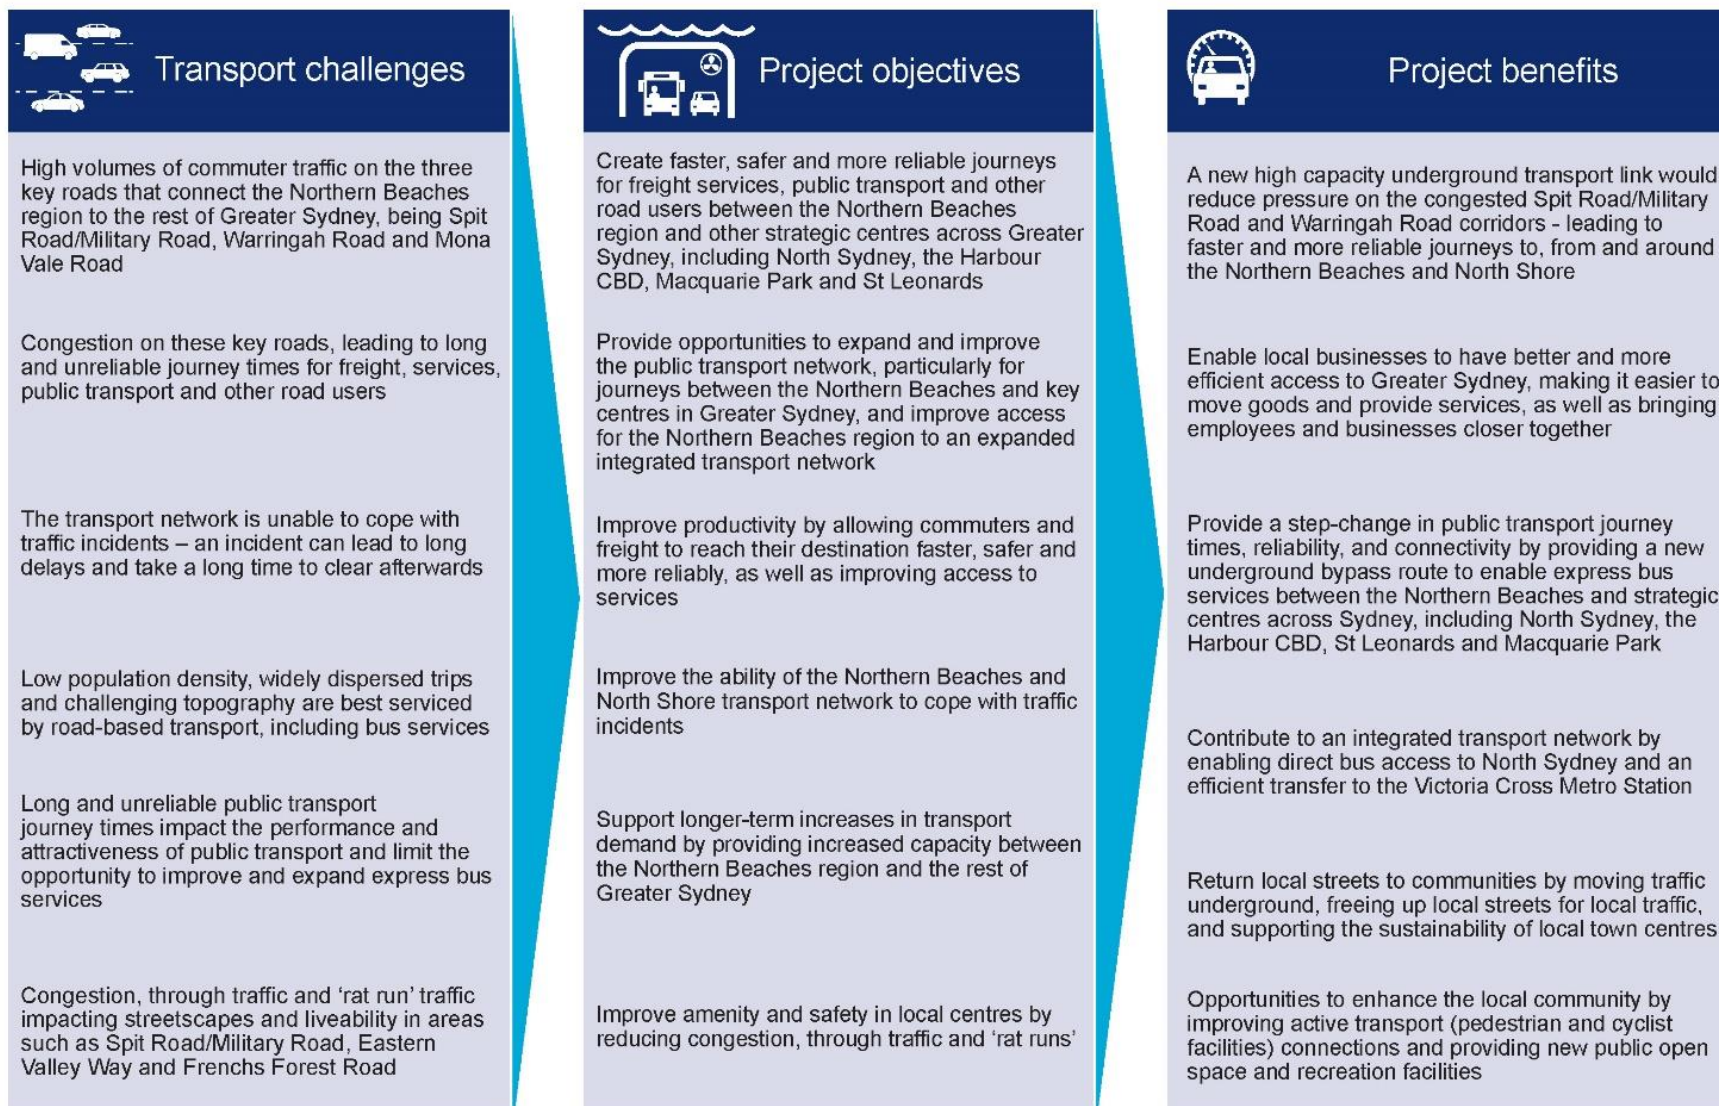 Transport challenges
High volumes of commuter traffic on the three
key roads that connect the Northern Beaches
region to the rest of Greater Sydney, being Spit
Road/Military Road, Warringah Road and Mona
Vale Road
Congestion on these key roads, leading to long
and unreliable journey times for freight, services,
public transport and other road users
The transport network is unable to cope with
traffic incidents – an incident can lead to long
delays and take a long time to clear afterwards
Low population density, widely dispersed trips
and challenging topography are best serviced
by road-based transport, including bus services
Long and unreliable public transport
journey times impact the performance and
attractiveness of public transport and limit the
opportunity to improve and expand express bus
services
Congestion, through traffic and ‘rat run’ traffic
impacting streetscapes and liveability in areas
such as Spit Road/Military Road, Eastern
Valley Way and Frenchs Forest Road
Project objectives
Create faster, safer and more reliable journeys
for freight services, public transport and other
road users between the Northern Beaches
region and other strategic centres across Greater
Sydney, including North Sydney, the Harbour
CBD, Macquarie Park and St Leonards
Provide opportunities to expand and improve
the public transport network, particularly for
journeys between the Northern Beaches and key
centres in Greater Sydney, and improve access
for the Northern Beaches region to an expanded
integrated transport network
Improve productivity by allowing commuters and
freight to reach their destination faster, safer and
more reliably, as well as improving access to
services
Improve the ability of the Northern Beaches and
North Shore transport network to cope with traffic
incidents
Support longer-term increases in transport
demand by providing increased capacity between
the Northern Beaches region and the rest of
Greater Sydney
Improve amenity and safety in local centres by
reducing congestion, through traffic and ‘rat runs’
Project benefits
A new high capacity underground transport link would
reduce pressure on the congested Spit Road/Military
Road and Warringah Road corridors - leading to
faster and more reliable journeys to, from and around
the Northern Beaches and North Shore
Enable local businesses to have better and more
efficient access to Greater Sydney, making it easier to
move goods and provide services, as well as bringing
employees and businesses closer together
Provide a step-change in public transport journey
times, reliability, and connectivity by providing a new
underground bypass route to enable express bus
services between the Northern Beaches and strategic
centres across Sydney, including North Sydney, the
Harbour CBD, St Leonards and Macquarie Park
Contribute to an integrated transport network by
enabling direct bus access to North Sydney and an
efficient transfer to the Victoria Cross Metro Station
Return local streets to communities by moving traffic
underground, freeing up local streets for local traffic,
and supporting the sustainability of local town centres
Opportunities to enhance the local community by
improving active transport (pedestrian and cyclist
facilities) connections and providing new public open
space and recreation facilities